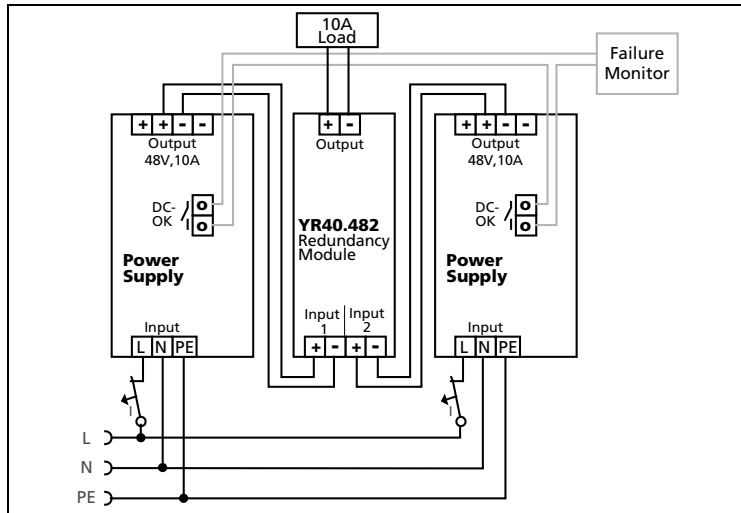 10A
Load
Failure
Monitor
+ + - -
Output
48V,10A
DC-
OK
Power
Supply
Input
L N PE
+ -
Output
YR40.482
Redundancy
Module
Input
1
Input
2
+ - + -
+ + - -
Output
48V,10A
DC-
OK
Power
Supply
Input
L N PE
I
I
L
N
PE